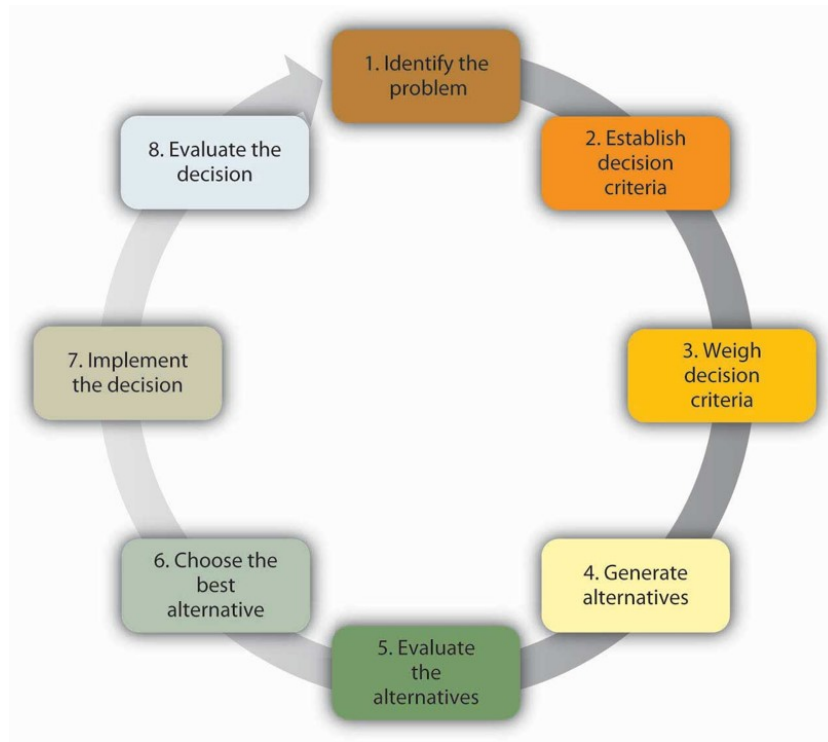 1. Identify the
problem
2. Establish
decision
criteria
3. Weigh
decision
criteria
4. Generate
alternatives
5. Evaluate
the
alternatives
6. Choose the
best
alternative
7. Implement
the decision
8. Evaluate the
decision